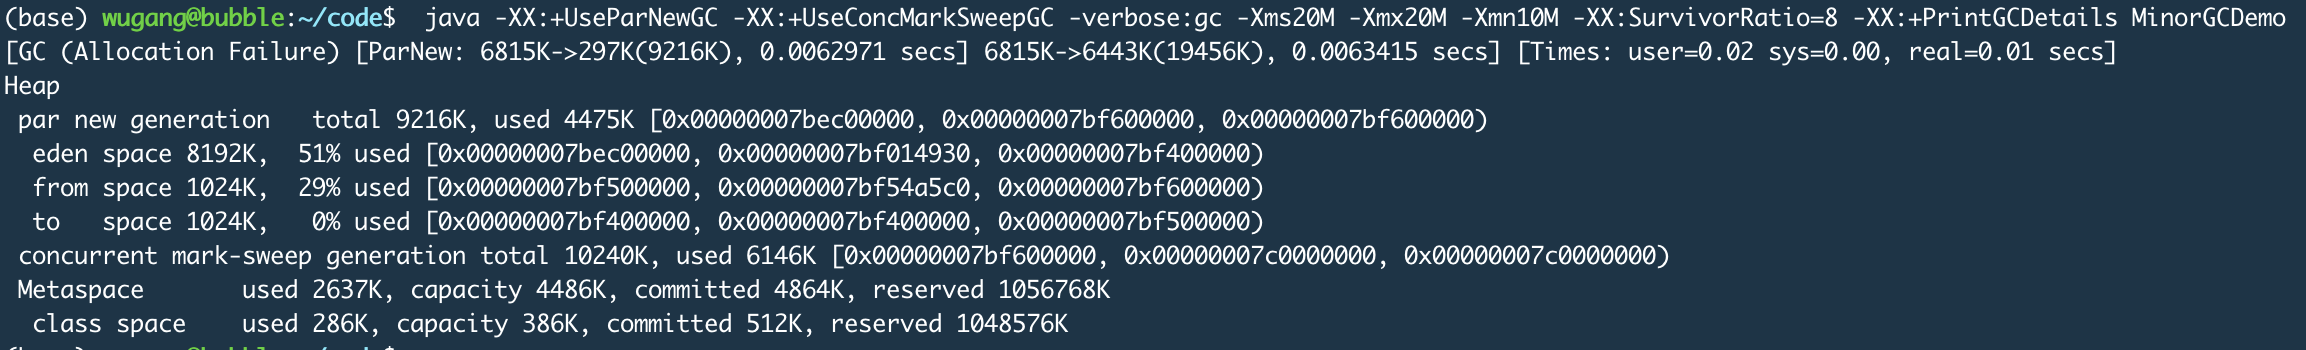 (base) wugang@bubble:~/code$  java -XX:+UseParNewGC -XX:+UseConcMarkSweepGC -verbose:gc -Xms20M -Xmx20M -Xmn10M -XX:SurvivorRatio=8 -XX:+PrintGCDetails MinorGCDemo
[GC (Allocation Failure) [ParNew: 6815K->297K(9216K), 0.0062971 secs] 6815K->6443K(19456K), 0.0063415 secs] [Times: user=0.02 sys=0.00, real=0.01 secs]
Heap
 par new generation   total 9216K, used 4475K [0x00000007bec00000, 0x00000007bf600000, 0x00000007bf600000)
  eden space 8192K,  51% used [0x00000007bec00000, 0x00000007bf014930, 0x00000007bf400000)
  from space 1024K,  29% used [0x00000007bf500000, 0x00000007bf54a5c0, 0x00000007bf600000)
  to   space 1024K,   0% used [0x00000007bf400000, 0x00000007bf400000, 0x00000007bf500000)
 concurrent mark-sweep generation total 10240K, used 6146K [0x00000007bf600000, 0x00000007c0000000, 0x00000007c0000000)
 Metaspace       used 2637K, capacity 4486K, committed 4864K, reserved 1056768K
  class space    used 286K, capacity 386K, committed 512K, reserved 1048576K